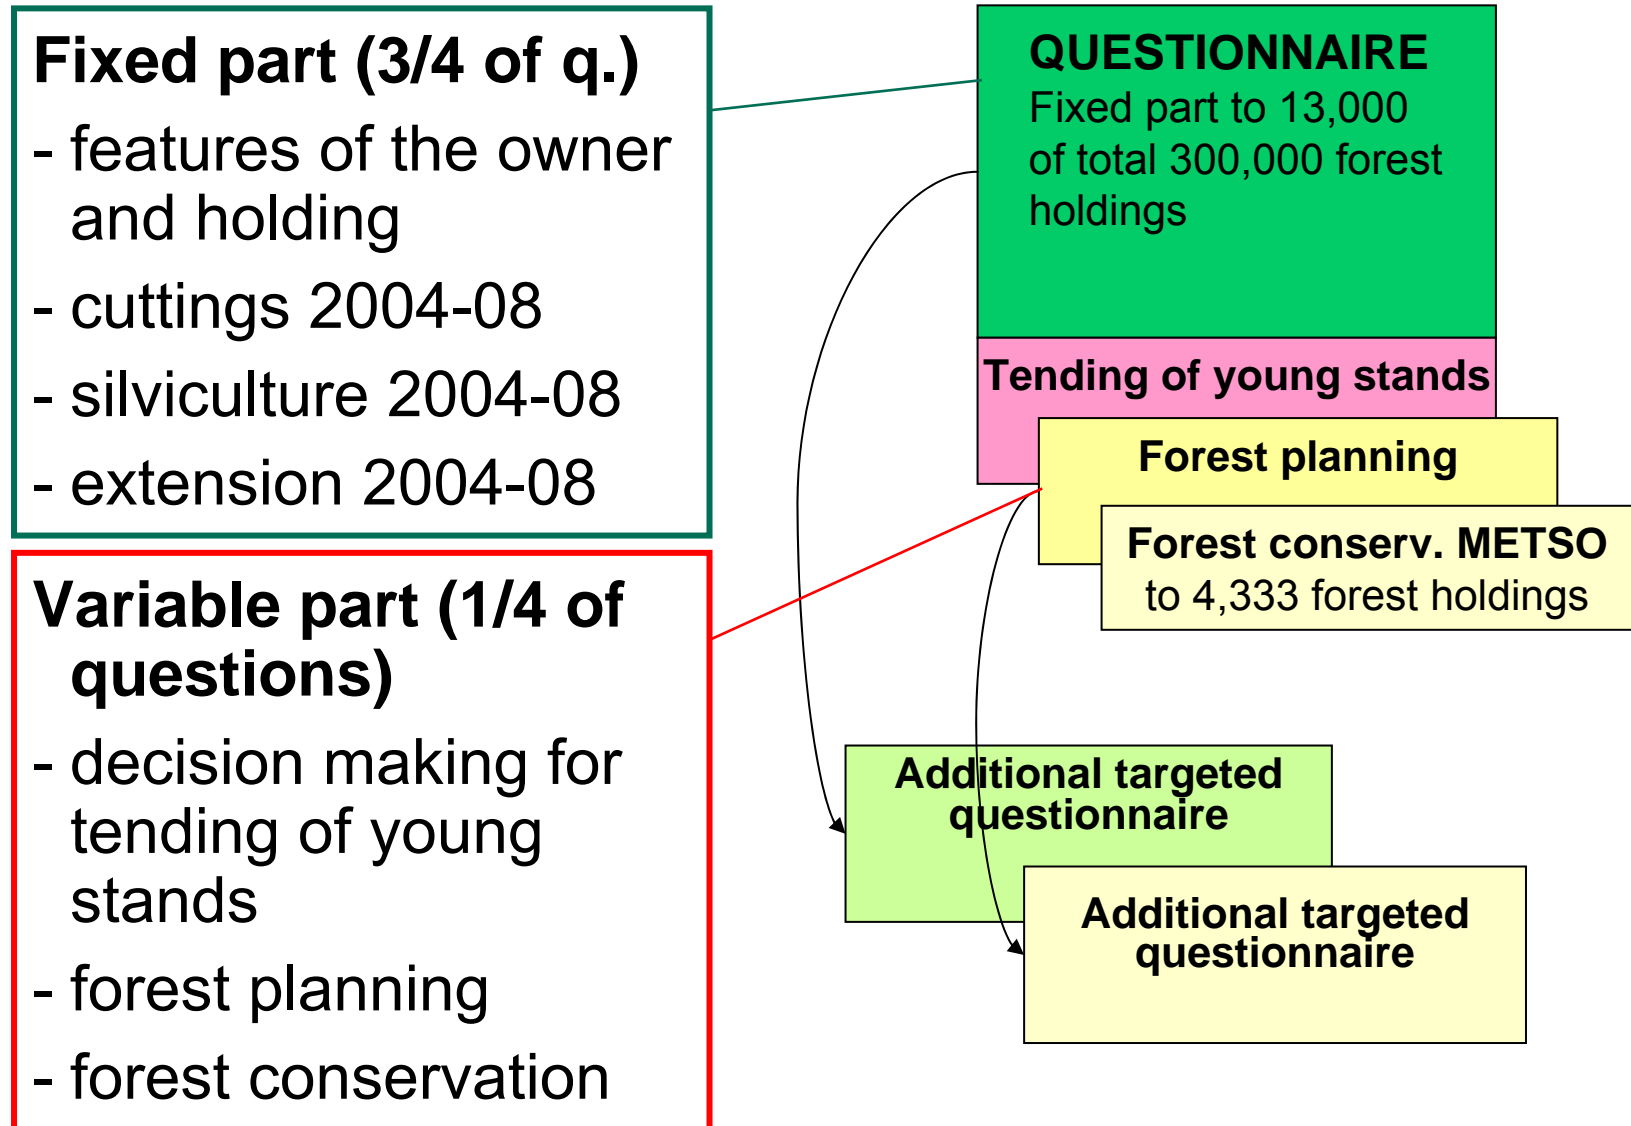 Fixed part (3/4 of q.)
- features of the owner
and holding
- cuttings 2004-08
- silviculture 2004-08
- extension 2004-08
Variable part (1/4 of
questions)
- decision making for
tending of young
stands
- forest planning
- forest conservation
QUESTIONNAIRE
Fixed part to 13,000
of total 300,000 forest
holdings
Tending of young stands
Forest planning
Forest conserv. METSO
to 4,333 forest holdings
Additional targeted
questionnaire
Additional targeted
questionnaire